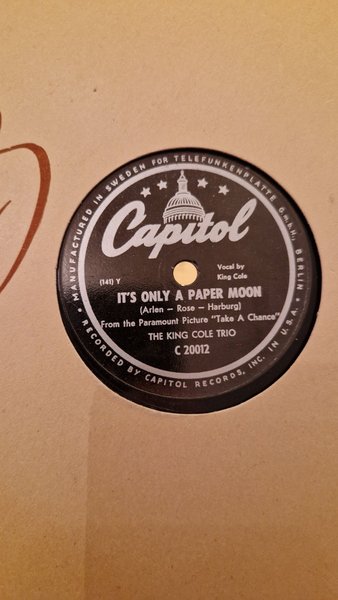 MANUFACTURED IN SWEDEN FOR TELEFUNKENPLATTE GmbH. BERLIN
Capitol
(141) Y
Vocal by
King Cole
IT'S ONLY A PAPER MOON
(Arlen – Rose – Harburg)
From the Paramount Picture "Take A Chance"
THE KING COLE TRIO
C 20012
RECORDED BY CAPITOL RECORDS, INC. IN U.S.A.